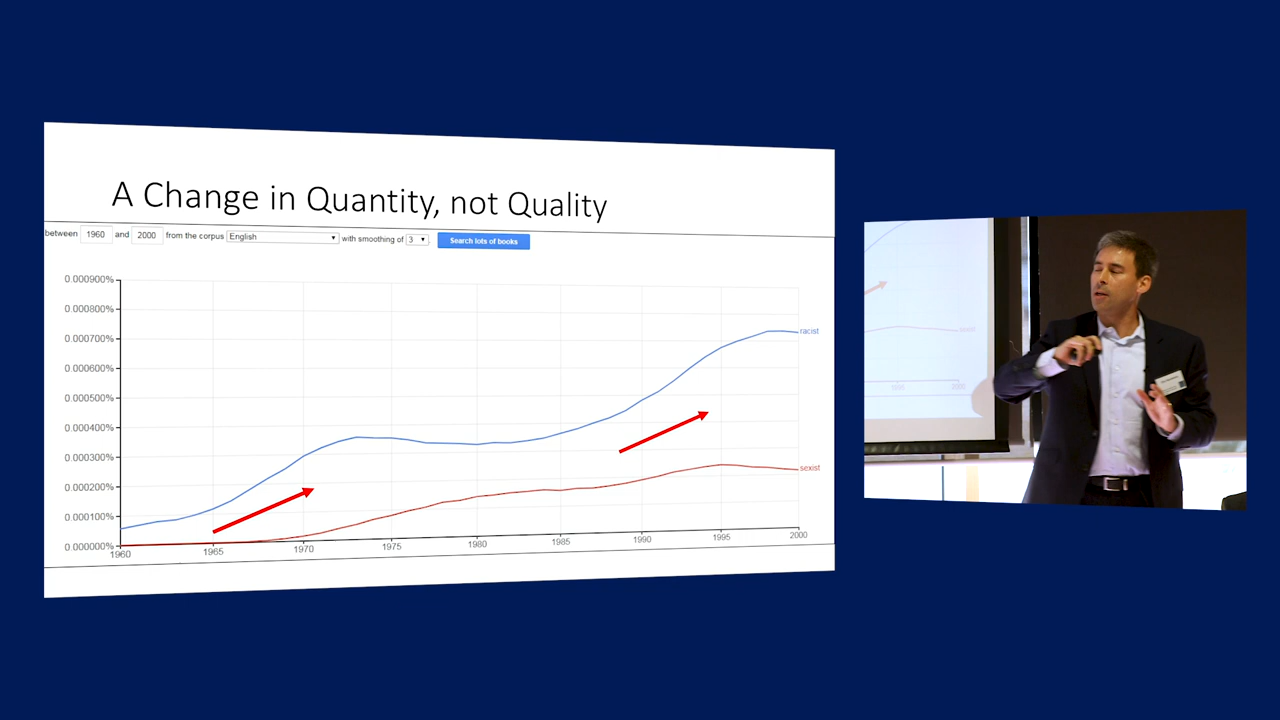 A Change in Quantity, not Quality
between 1960 and 2000 from the corpus English with smoothing of 3 Search lots of books
0.000900%
0.000800%
0.000700%
racist
0.000600%
0.000500%
0.000400%
0.000300%
sexist
0.000200%
0.000100%
0.000000%
1960 1965 1970 1975 1980 1985 1990 1995 2000